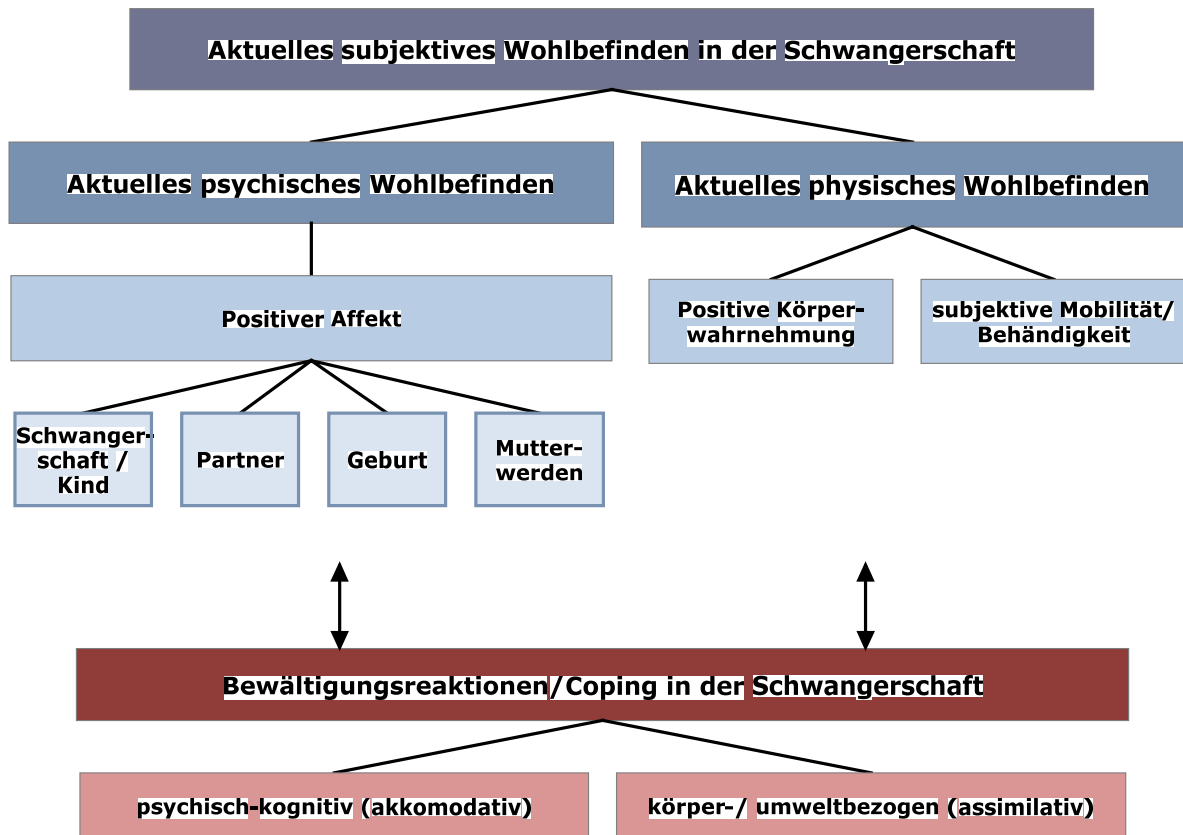 Aktuelles subjektives Wohlbefinden in der Schwangerschaft
Aktuelles psychisches Wohlbefinden
Aktuelles physisches Wohlbefinden
Positiver Affekt
Positive Körper-
wahrnehmung
subjektive Mobilität/
Behändigkeit
Schwanger-
schaft /
Kind
Partner
Geburt
Mutter-
werden
Bewältigungsreaktionen/Coping in der Schwangerschaft
psychisch-kognitiv (akkomodativ)
körper-/ umweltbezogen (assimilativ)